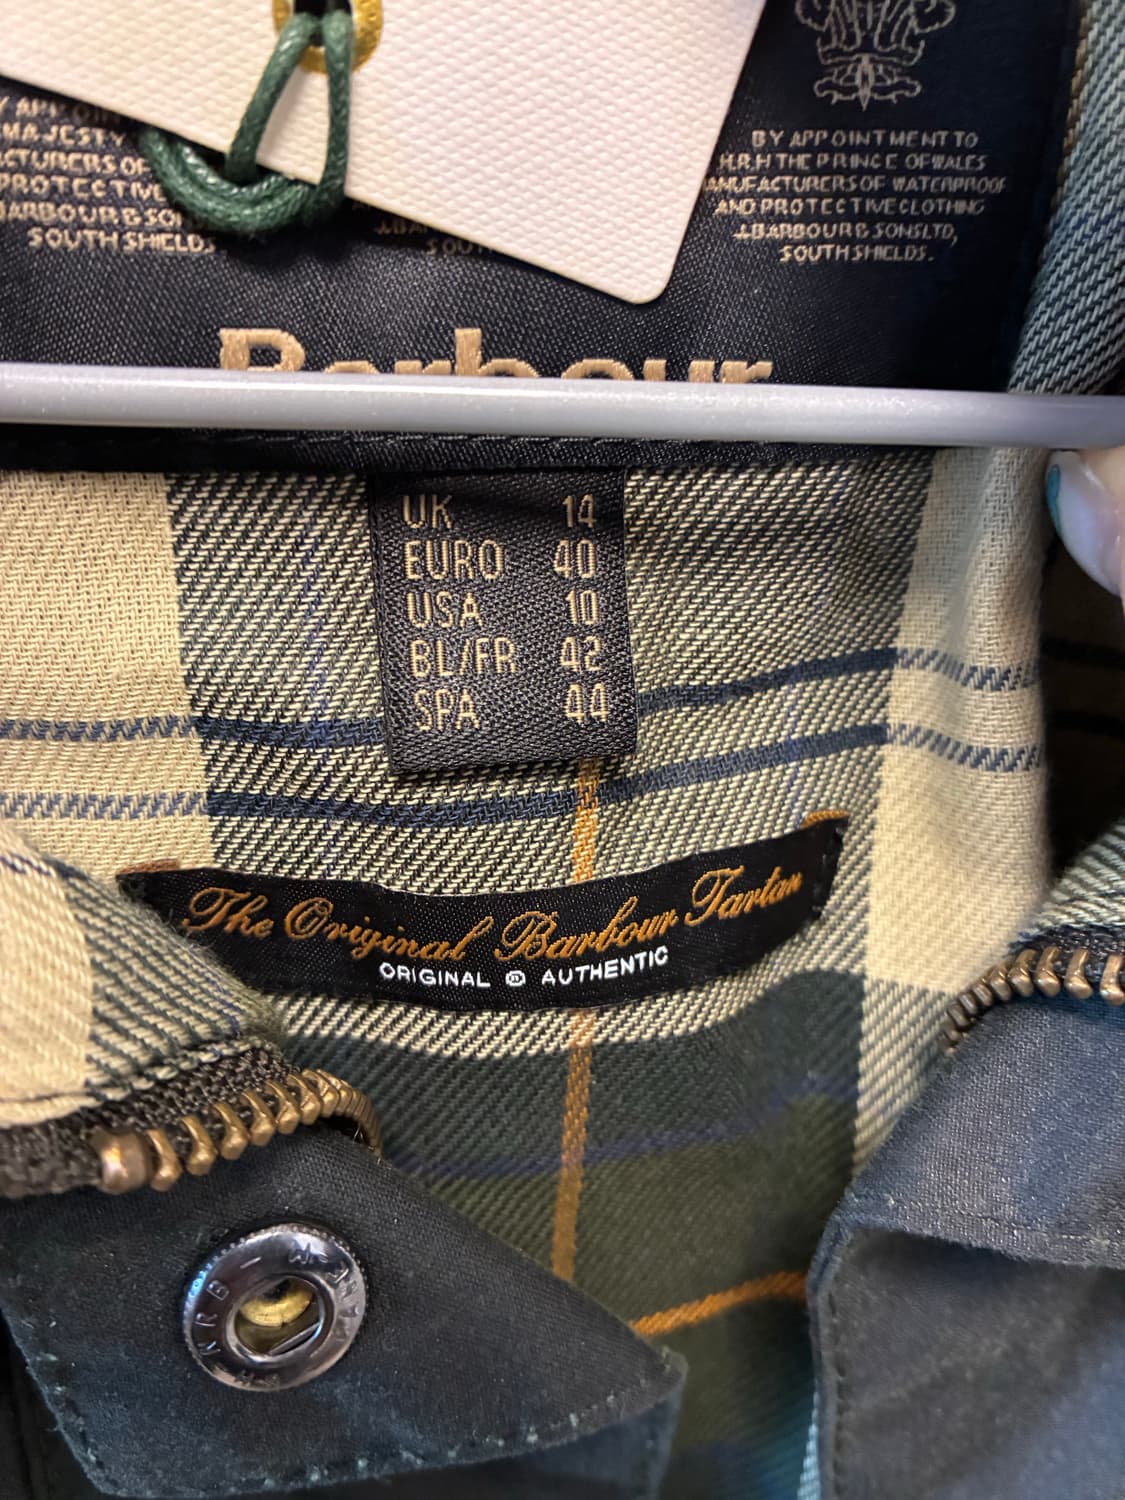 MAJESTY
PROTECTIVE
SOUTH SHIELDS
BY APPOINTMENT TO
H.R.H THE PRINCE OF WALES
MANUFACTURERS OF WATERPROOF
AND PROTECTIVE CLOTHING
J.BARBOUR & SONS LTD,
SOUTH SHIELDS.
Barbour
UK 14
EURO 40
USA 10
BL/FR 42
SPA 44
The Original Barbour Tartan
ORIGINAL AUTHENTIC